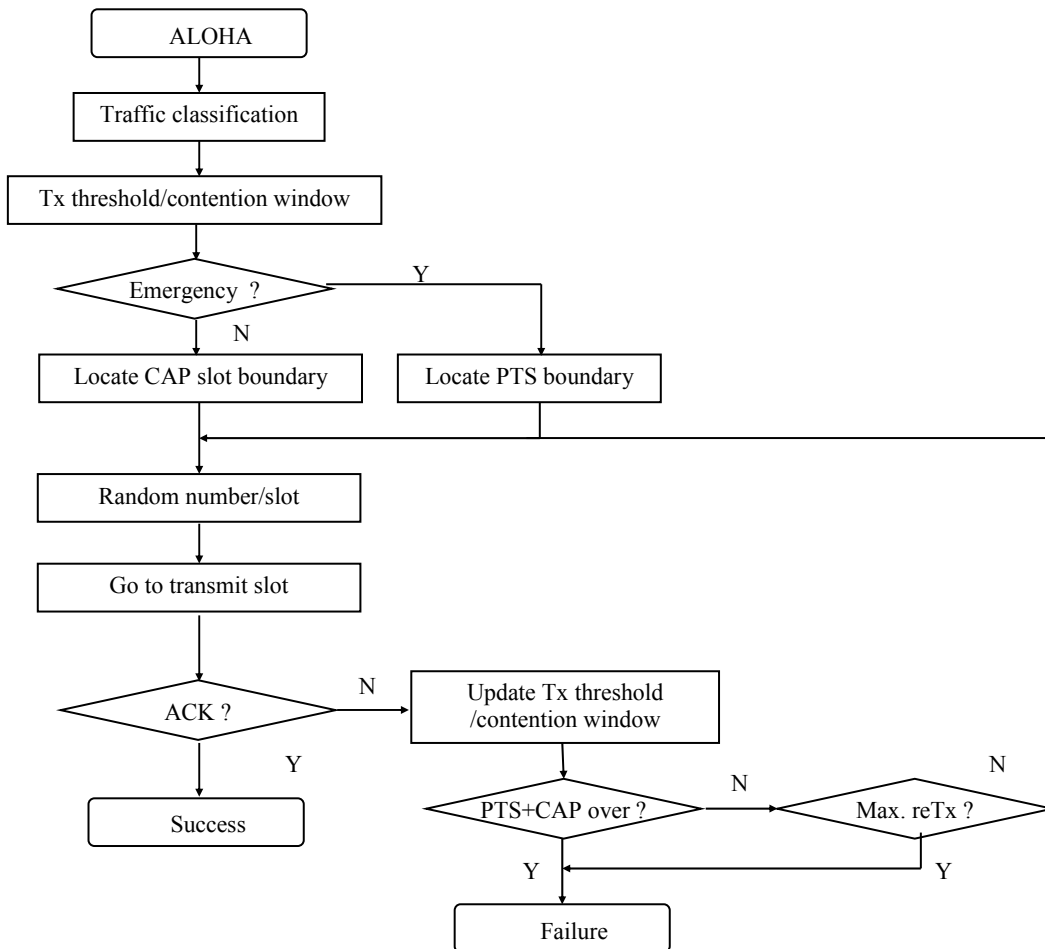 ALOHA
Traffic classification
Tx threshold/contention window
Emergency ?
Y
N
Locate CAP slot boundary
Locate PTS boundary
Random number/slot
Go to transmit slot
ACK ?
N
Update Tx threshold
/contention window
Y
Success
PTS+CAP over ?
N
Max. reTx ?
N
Y
Y
Failure